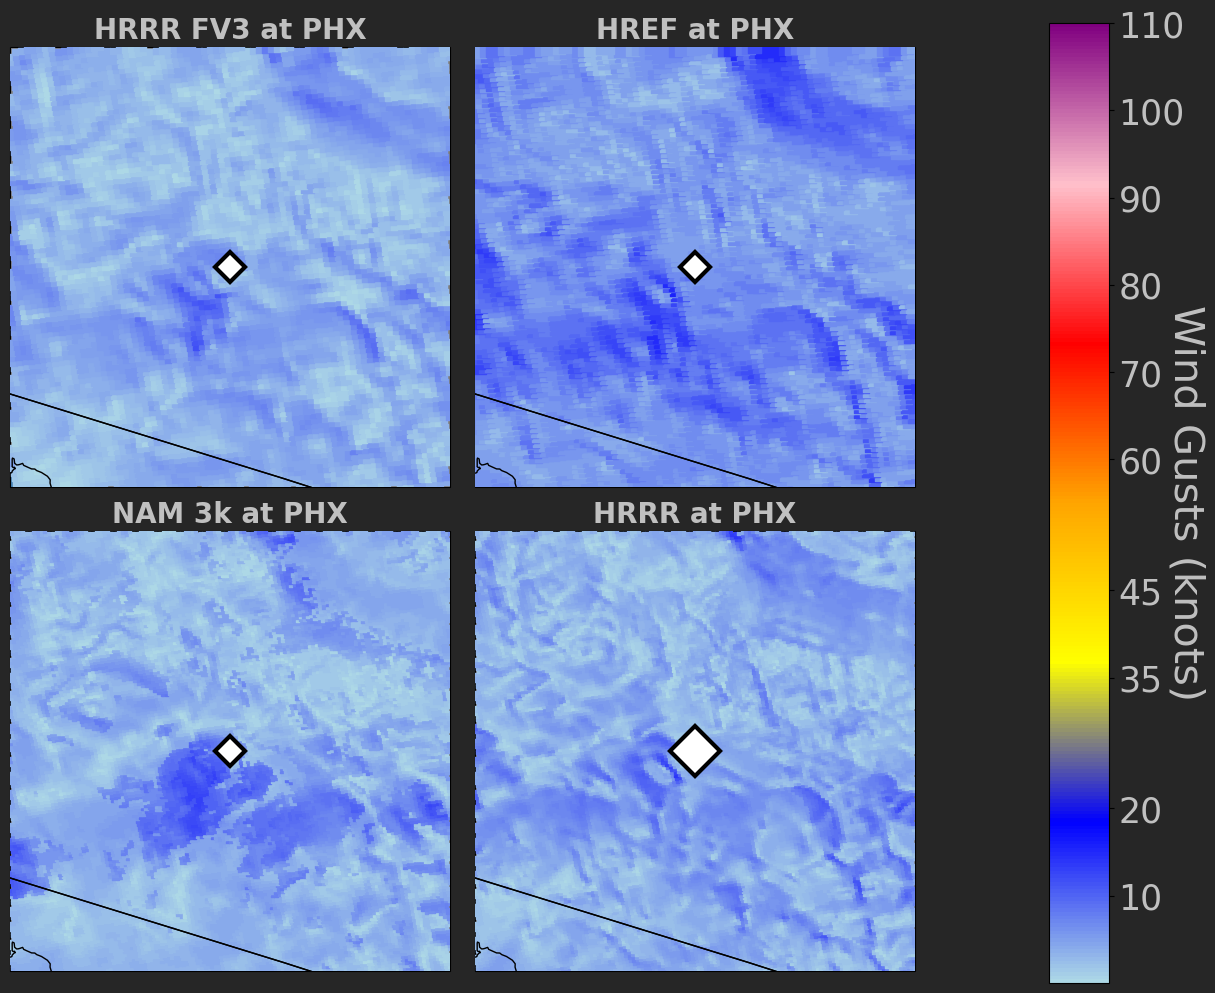 HRRR FV3 at PHX
HREF at PHX
NAM 3k at PHX
HRRR at PHX
110
100
90
80
70
60
45
35
20
10
Wind Gusts (knots)